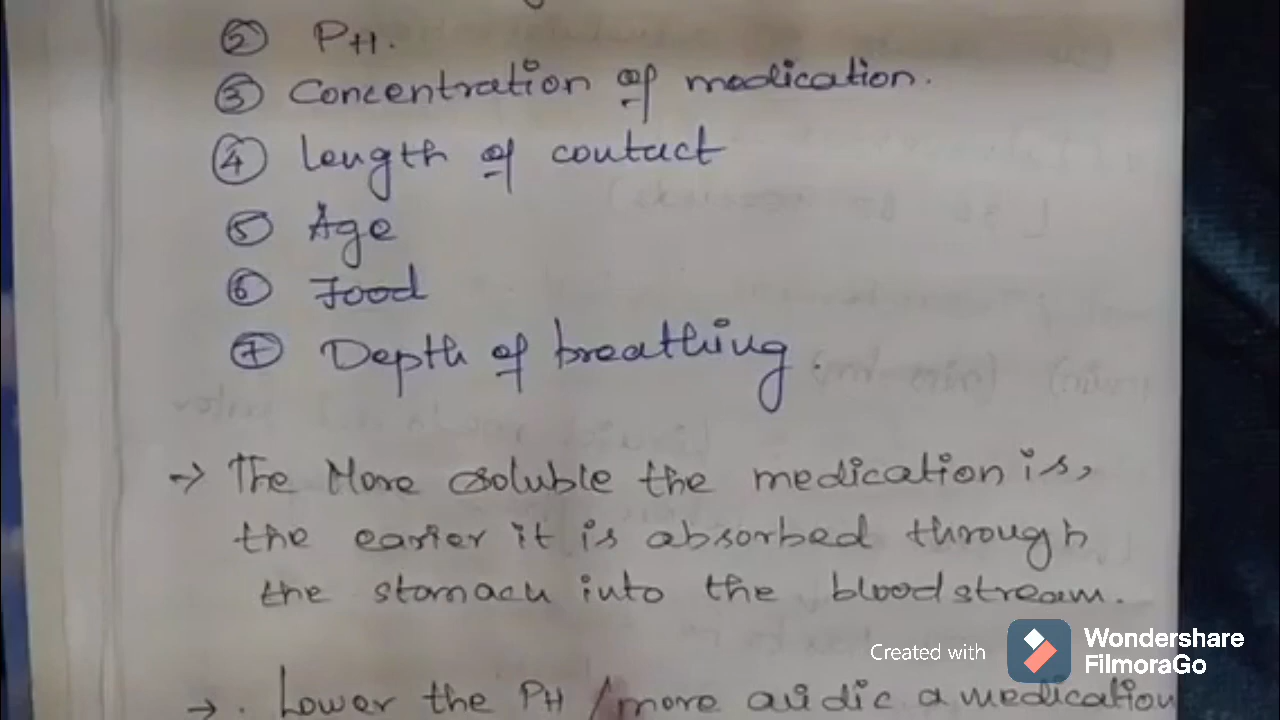 ② PH.
③ Concentration of medication.
④ length of contact
⑤ Age
⑥ Food
⑦ Depth of breathing.
→ The More soluble the medication is,
the earier it is absorbed through
the stomach into the bloodstream.
→ . Lower the PH / more acidic a medication
Created with Wondershare FilmoraGo